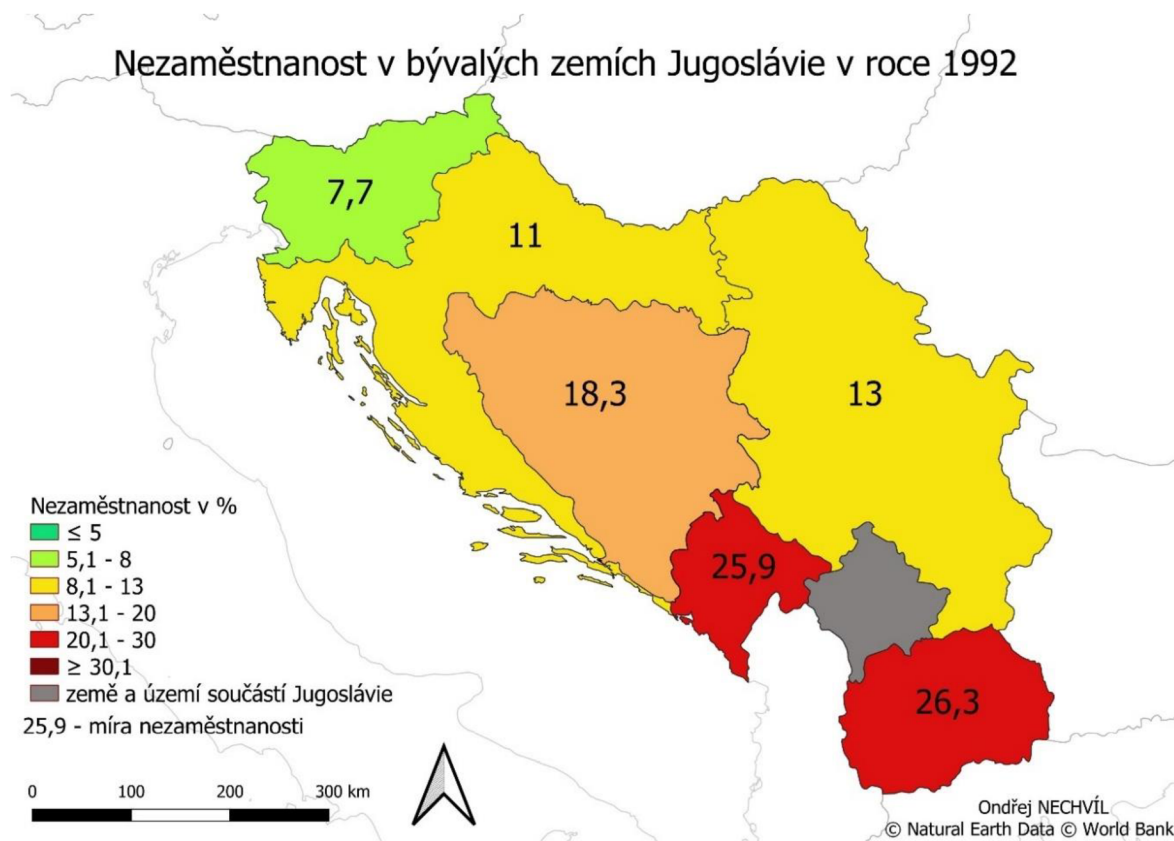 Nezaměstnanost v bývalých zemích Jugoslávie v roce 1992
7,7
11
18,3
13
25,9
26,3
Nezaměstnanost v %
≤ 5
5,1 - 8
8,1 - 13
13,1 - 20
20,1 - 30
≥ 30,1
země a území součástí Jugoslávie
25,9 - míra nezaměstnanosti
0 100 200 300 km
Ondřej NECHVÍL
© Natural Earth Data © World Bank